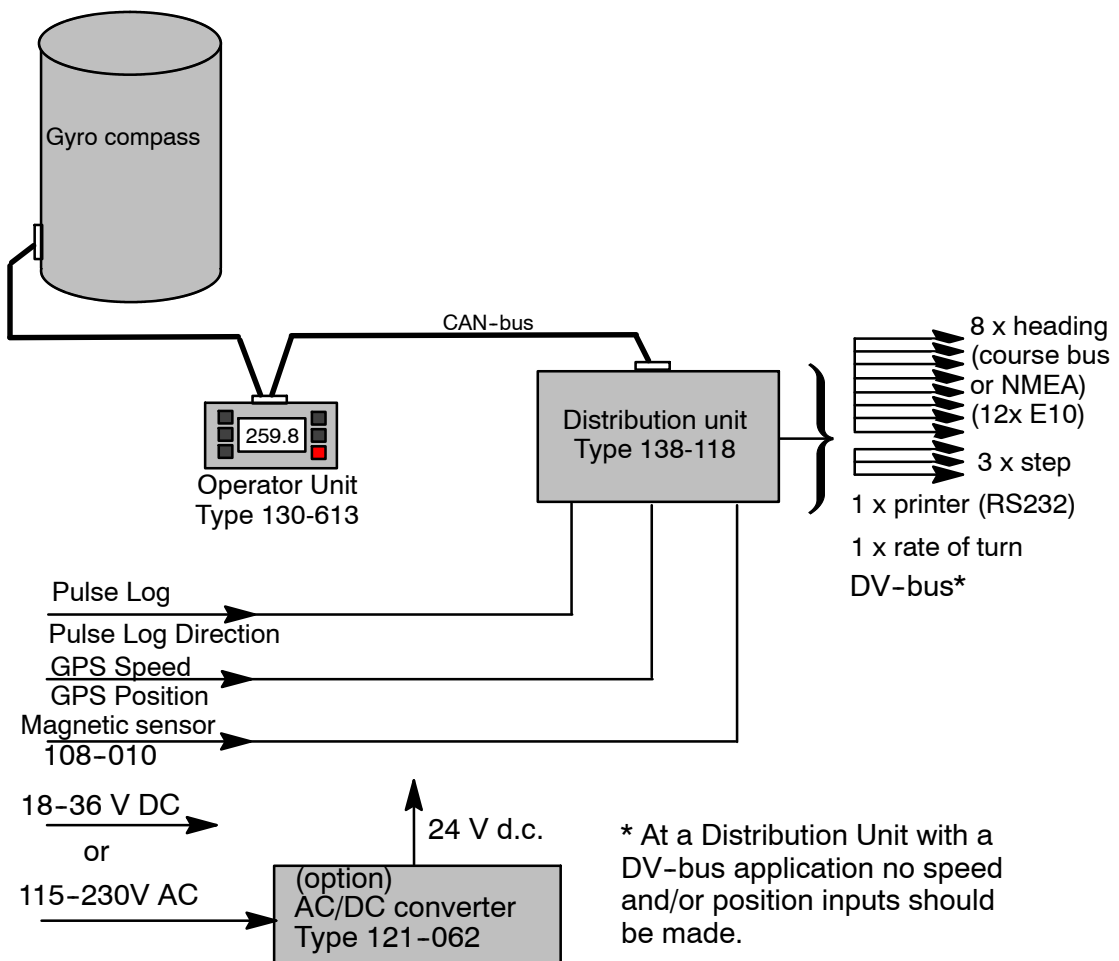 Gyro compass
CAN-bus
259.8
Operator Unit
Type 130-613
Distribution unit
Type 138-118
8 x heading
(course bus
or NMEA)
(12x E10)
3 x step
1 x printer (RS232)
1 x rate of turn
DV-bus*
Pulse Log
Pulse Log Direction
GPS Speed
GPS Position
Magnetic sensor
108-010
18-36 V DC
or
115-230V AC
24 V d.c.
(option)
AC/DC converter
Type 121-062
* At a Distribution Unit with a
DV-bus application no speed
and/or position inputs should
be made.